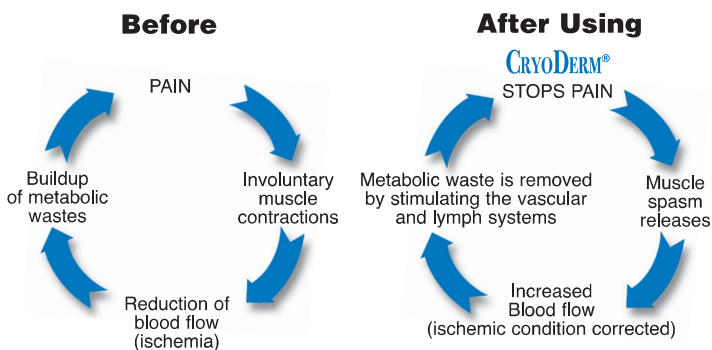 Before
PAIN
Involuntary
muscle
contractions
Reduction of
blood flow
(ischemia)
Buildup
of metabolic
wastes
After Using
CRYODERM®
STOPS PAIN
Muscle
spasm
releases
Increased
Blood flow
(ischemic condition corrected)
Metabolic waste is removed
by stimulating the vascular
and lymph systems